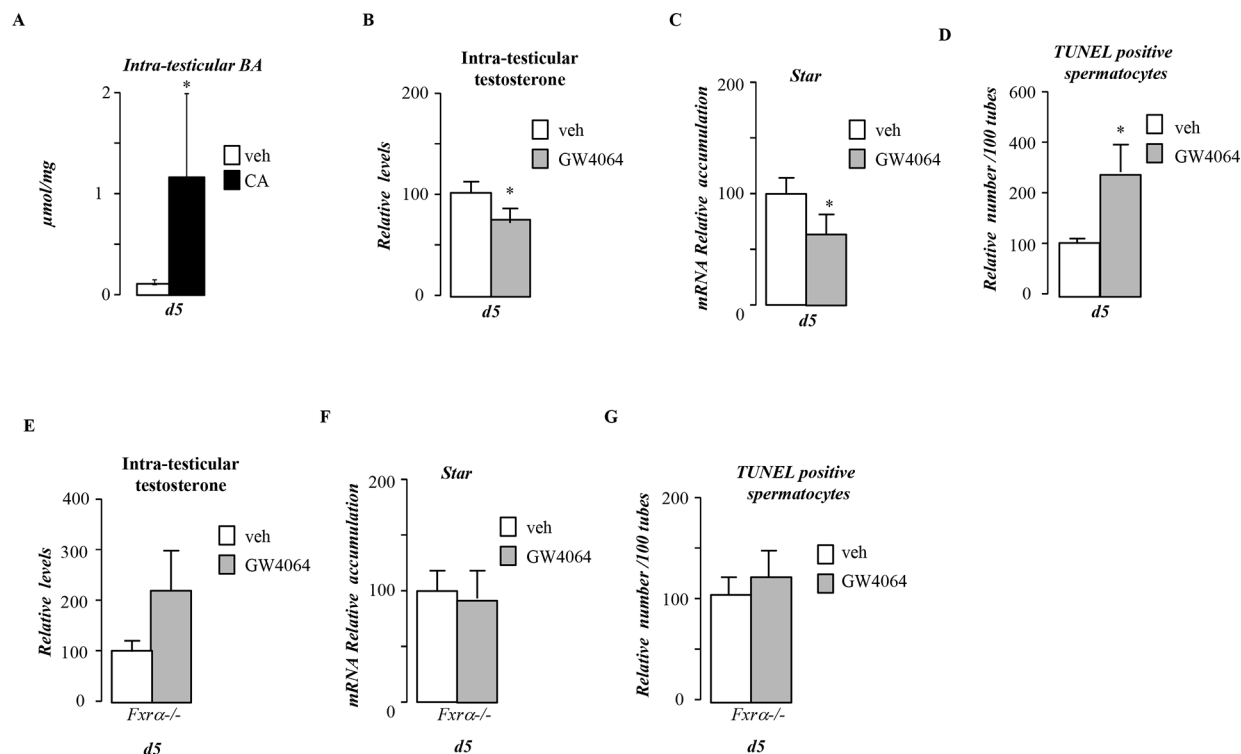 A
Intra-testicular BA
*
2
1
0
µmol/mg
veh
CA
d5
B
Intra-testicular
testosterone
200
100
0
Relative levels
*
veh
GW4064
d5
C
Star
200
100
0
mRNA Relative accumulation
*
veh
GW4064
d5
D
TUNEL positive
spermatocytes
600
400
200
100
0
Relative number /100 tubes
*
veh
GW4064
d5
E
Intra-testicular
testosterone
400
300
200
100
0
Relative levels
veh
GW4064
Fxrα-/-
d5
F
Star
200
100
0
mRNA Relative accumulation
veh
GW4064
Fxrα-/-
d5
G
TUNEL positive
spermatocytes
200
100
0
Relative number /100 tubes
veh
GW4064
Fxrα-/-
d5